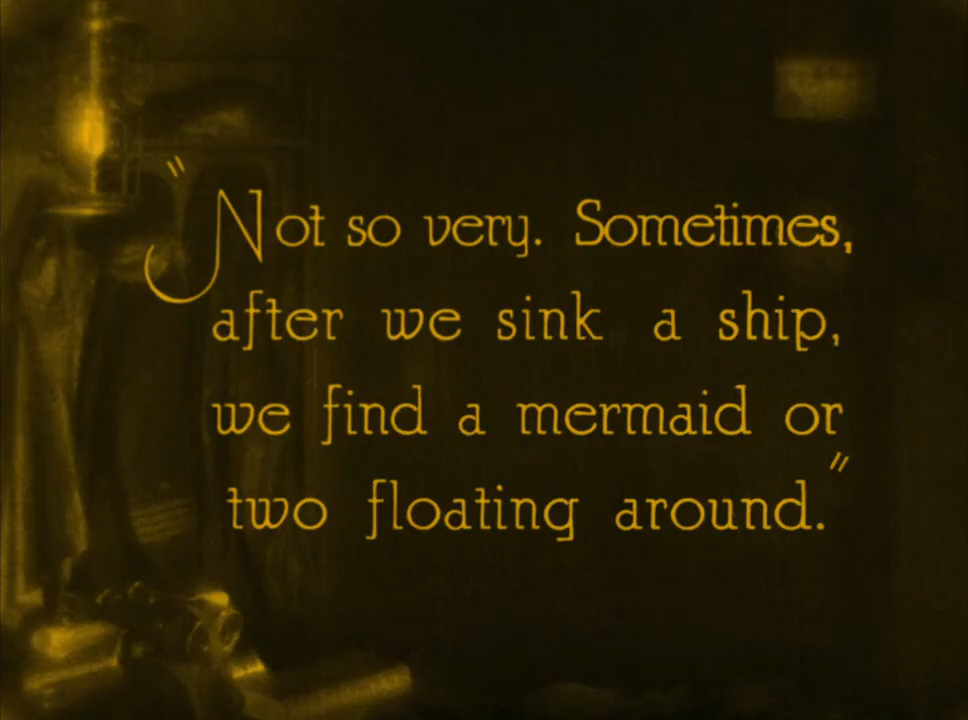 "Not so very. Sometimes,
after we sink a ship,
we find a mermaid or
two floating around."